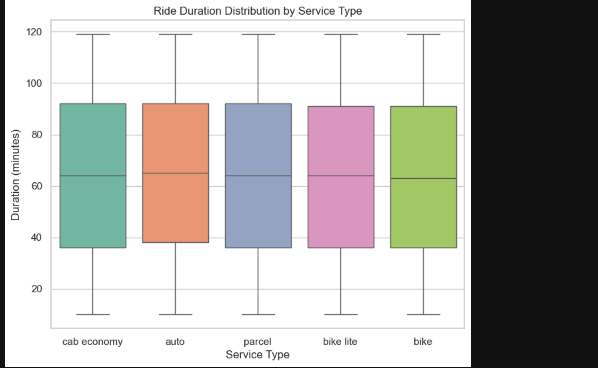 Ride Duration Distribution by Service Type
120
100
80
60
40
20
Duration (minutes)
cab economy auto parcel bike lite bike
Service Type